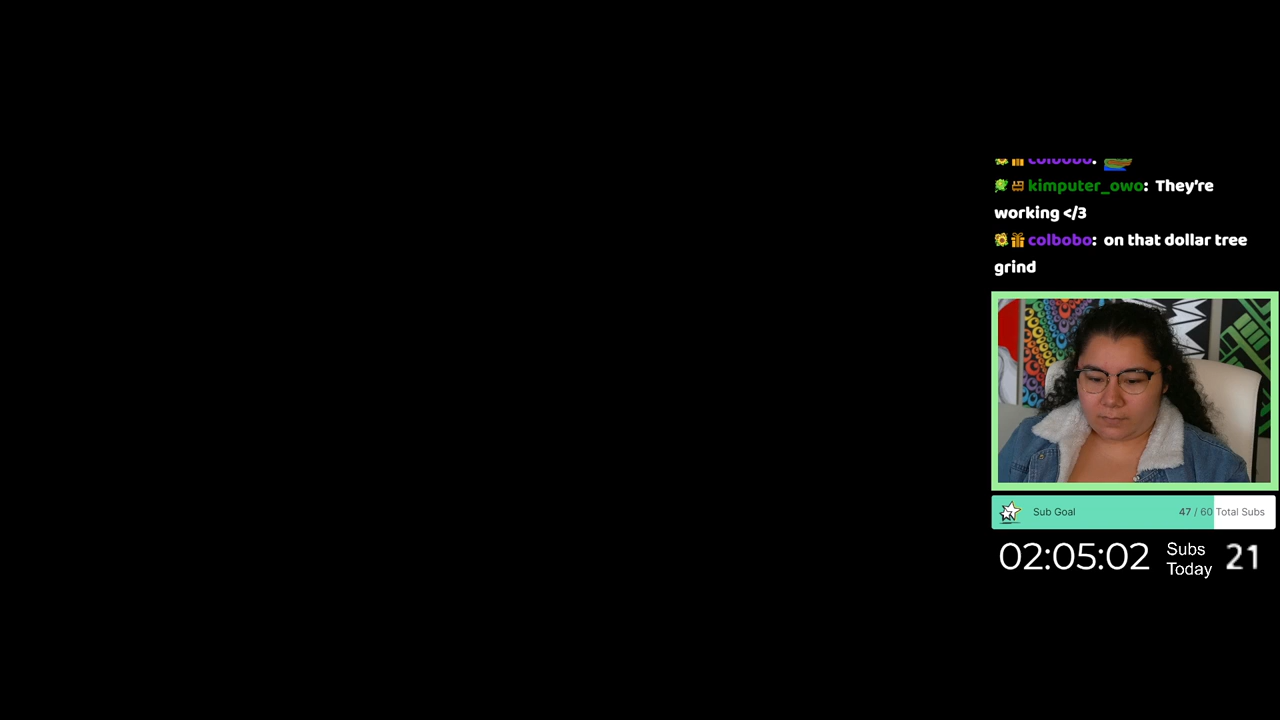 colbobo:
kimputer_owo: They're
working </3
colbobo: on that dollar tree
grind
Sub Goal
47 / 60 Total Subs
02:05:02
Subs
Today
21